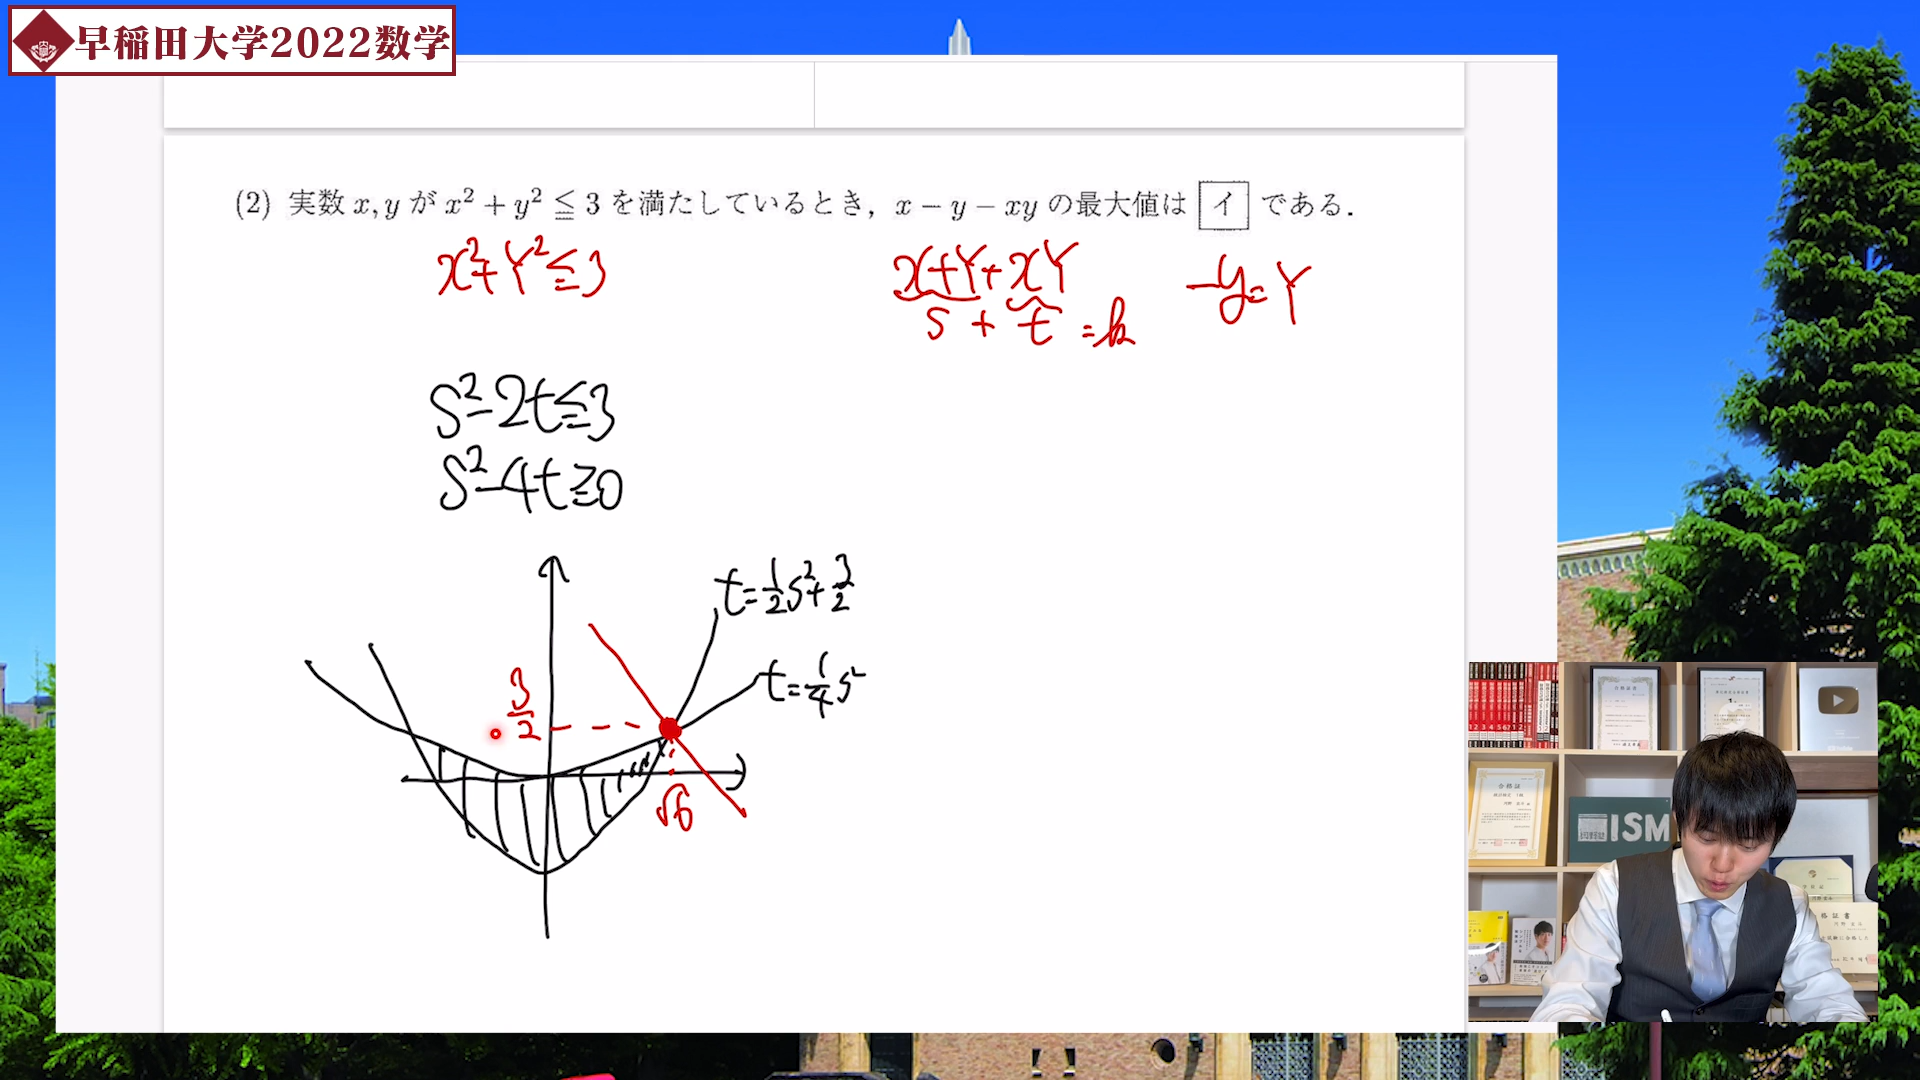 早稲田大学2022数学
(2) 実数 x, y が x² + y² ≦ 3 を満たしているとき，x − y − xy の最大値は イ である．
x²+Y²≦3
x+Y+xY
-y=Y
s + t = k
s²-2t≦3
s²-4t≧0
t=1/2s²+3/2
t=1/4s²
3/2
√6
ISM
合格証